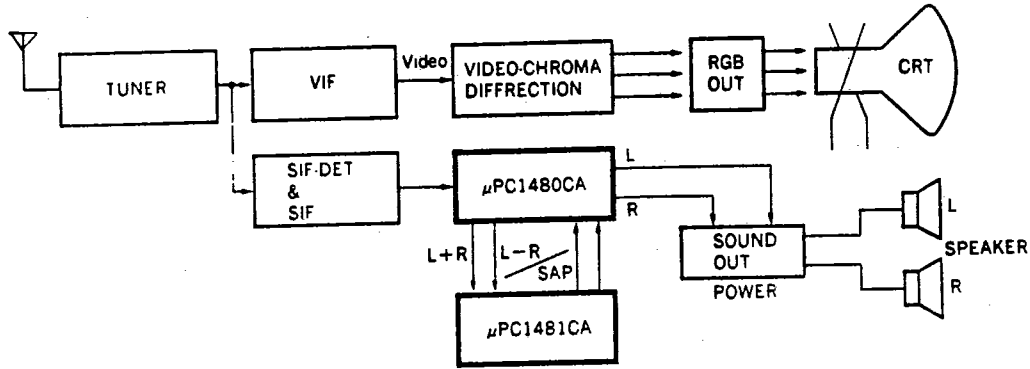 TUNER
VIF
Video
VIDEO·CHROMA
DIFFRECTION
RGB
OUT
CRT
SIF·DET
&
SIF
μPC1480CA
L
R
SOUND
OUT
POWER
L
SPEAKER
R
L+R
L−R
SAP
μPC1481CA